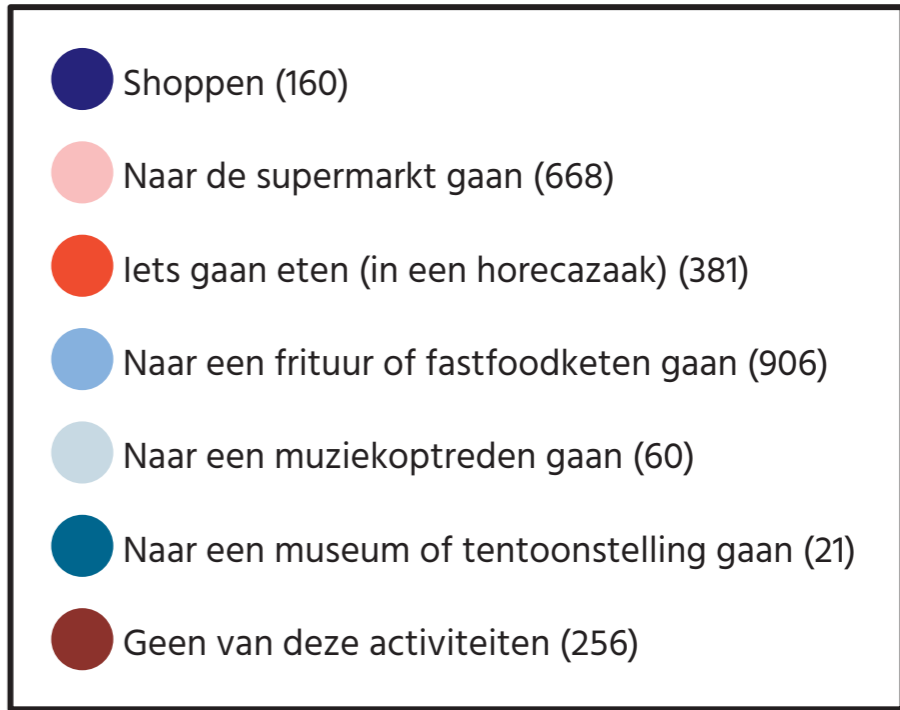 Shoppen (160)
Naar de supermarkt gaan (668)
Iets gaan eten (in een horecazaak) (381)
Naar een frituur of fastfoodketen gaan (906)
Naar een muziekoptreden gaan (60)
Naar een museum of tentoonstelling gaan (21)
Geen van deze activiteiten (256)